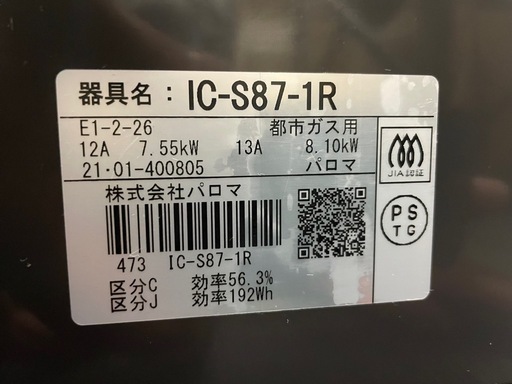 器具名：IC-S87-1R
E1-2-26 都市ガス用
12A 7.55kW 13A 8.10kW
21·01-400805 パロマ
JIA認証
株式会社パロマ
PS
TG
473 IC-S87-1R
区分C 効率56.3%
区分J 効率192Wh